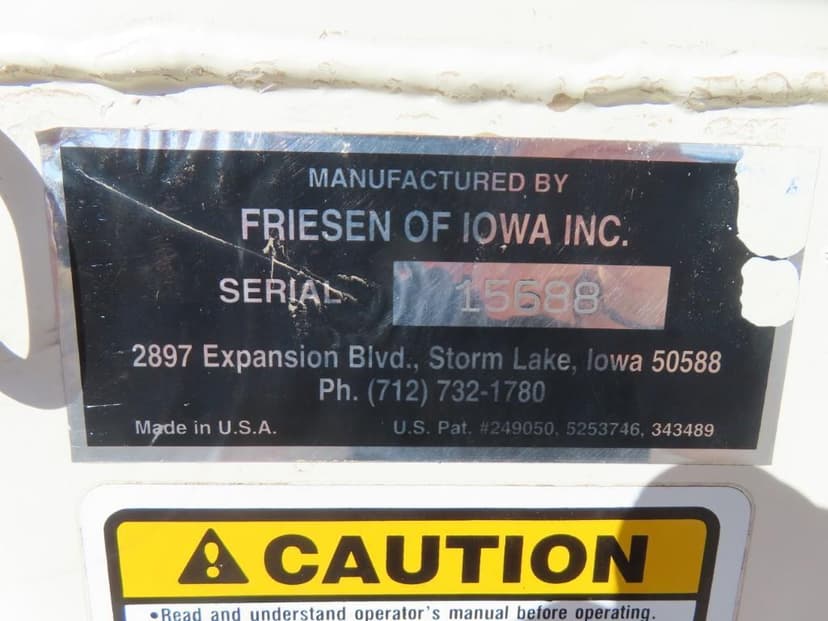 MANUFACTURED BY
FRIESEN OF IOWA INC.
SERIAL 15688
2897 Expansion Blvd., Storm Lake, Iowa 50588
Ph. (712) 732-1780
Made in U.S.A. U.S. Pat. #249050, 5253746, 343489
CAUTION
•Read and understand operator's manual before operating.